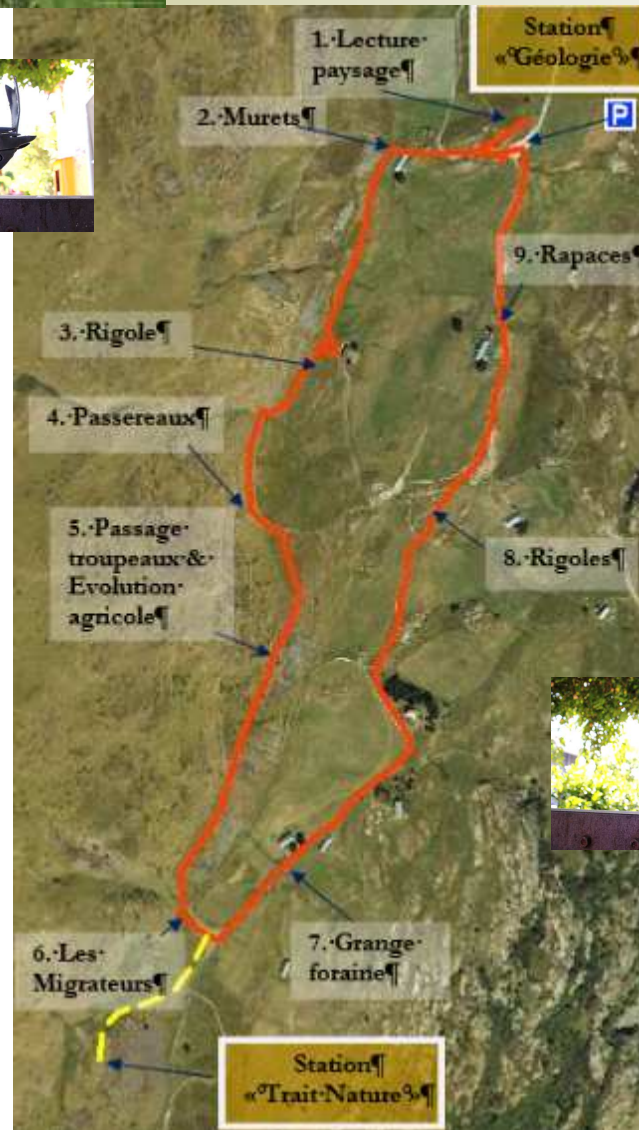 1.·Lecture·
paysage¶
Station¶
«°Géologie°»¶
2.·Murets¶
P
9.·Rapaces¶
3.·Rigole¶
4.·Passereaux¶
5.·Passage·
troupeaux·&·
Evolution·
agricole¶
8.·Rigoles¶
6.·Les·
Migrateurs¶
7.·Grange·
foraine¶
Station¶
«°Trait·Nature°»¶